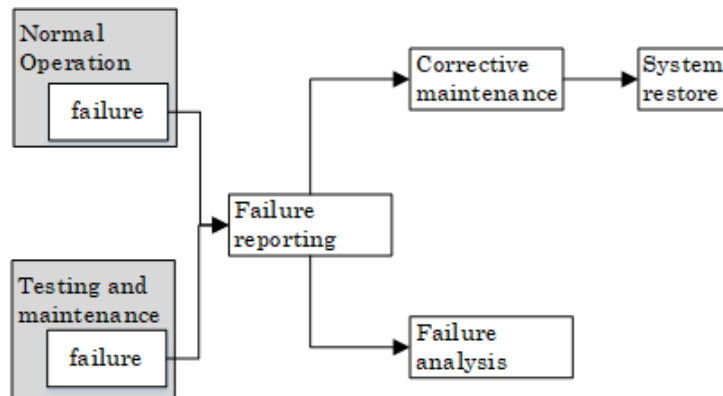 Normal
Operation
failure
Corrective
maintenance
System
restore
Failure
reporting
Testing and
maintenance
failure
Failure
analysis